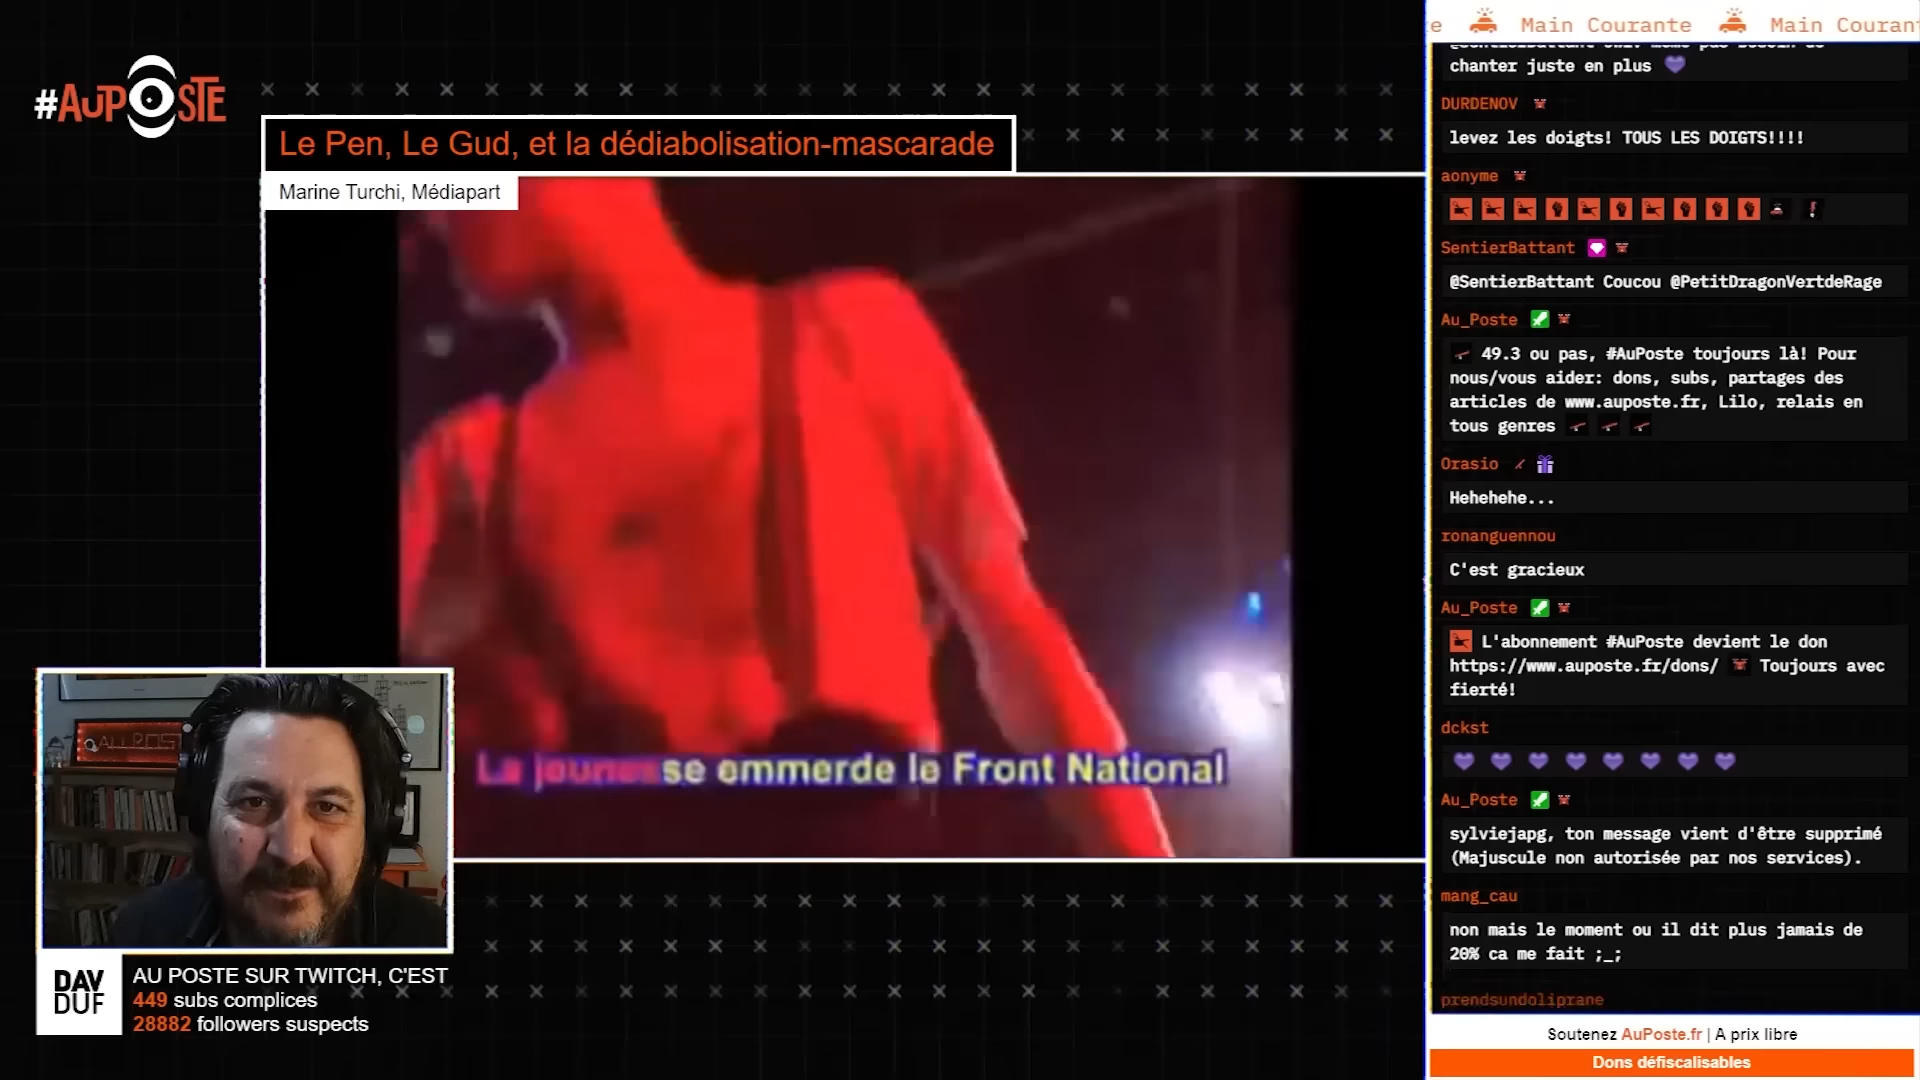 #AuPOSTE
Le Pen, Le Gud, et la dédiabolisation-mascarade
Marine Turchi, Médiapart
La jeunesse emmerde le Front National
DAV
DUF
AU POSTE SUR TWITCH, C'EST
449 subs complices
28882 followers suspects
e Main Courante Main Couran
chanter juste en plus
DURDENOV
levez les doigts! TOUS LES DOIGTS!!!!
aonyme
SentierBattant
@SentierBattant Coucou @PetitDragonVertdeRage
Au_Poste
49.3 ou pas, #AuPoste toujours là! Pour
nous/vous aider: dons, subs, partages des
articles de www.auposte.fr, Lilo, relais en
tous genres
Orasio
Hehehehe...
ronanguennou
C'est gracieux
Au_Poste
L'abonnement #AuPoste devient le don
https://www.auposte.fr/dons/ Toujours avec
fierté!
dckst
Au_Poste
sylviejapg, ton message vient d'être supprimé
(Majuscule non autorisée par nos services).
mang_cau
non mais le moment ou il dit plus jamais de
20% ca me fait ;_;
prendsundoliprane
Soutenez AuPoste.fr | A prix libre
Dons défiscalisables